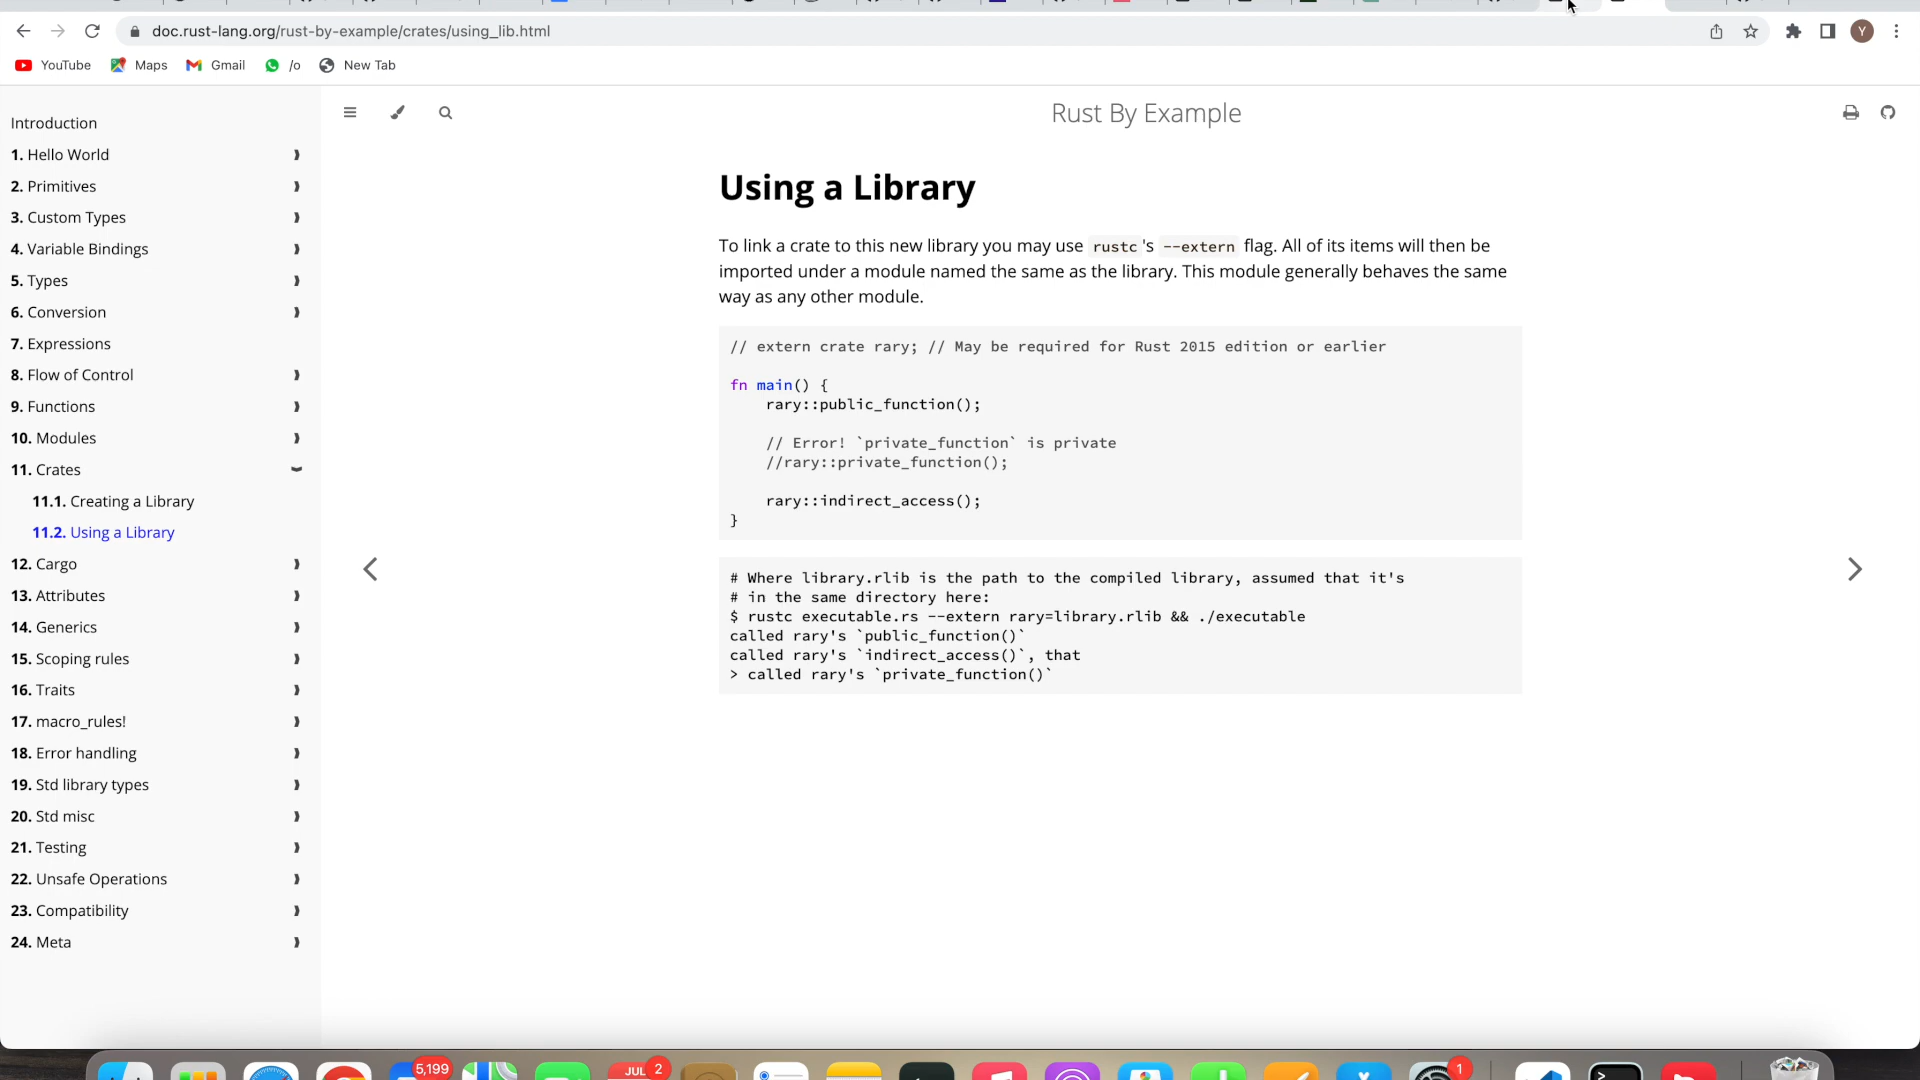 doc.rust-lang.org/rust-by-example/crates/using_lib.html
Y
YouTube
Maps
Gmail
/o
New Tab
Introduction
1. Hello World
2. Primitives
3. Custom Types
4. Variable Bindings
5. Types
6. Conversion
7. Expressions
8. Flow of Control
9. Functions
10. Modules
11. Crates
11.1. Creating a Library
11.2. Using a Library
12. Cargo
13. Attributes
14. Generics
15. Scoping rules
16. Traits
17. macro_rules!
18. Error handling
19. Std library types
20. Std misc
21. Testing
22. Unsafe Operations
23. Compatibility
24. Meta
Rust By Example
Using a Library
To link a crate to this new library you may use rustc's --extern flag. All of its items will then be
imported under a module named the same as the library. This module generally behaves the same
way as any other module.
// extern crate rary; // May be required for Rust 2015 edition or earlier
fn main() {
rary::public_function();
// Error! `private_function` is private
//rary::private_function();
rary::indirect_access();
}
# Where library.rlib is the path to the compiled library, assumed that it's
# in the same directory here:
$ rustc executable.rs --extern rary=library.rlib && ./executable
called rary's `public_function()`
called rary's `indirect_access()`, that
> called rary's `private_function()`
5,199
JUL
2
1